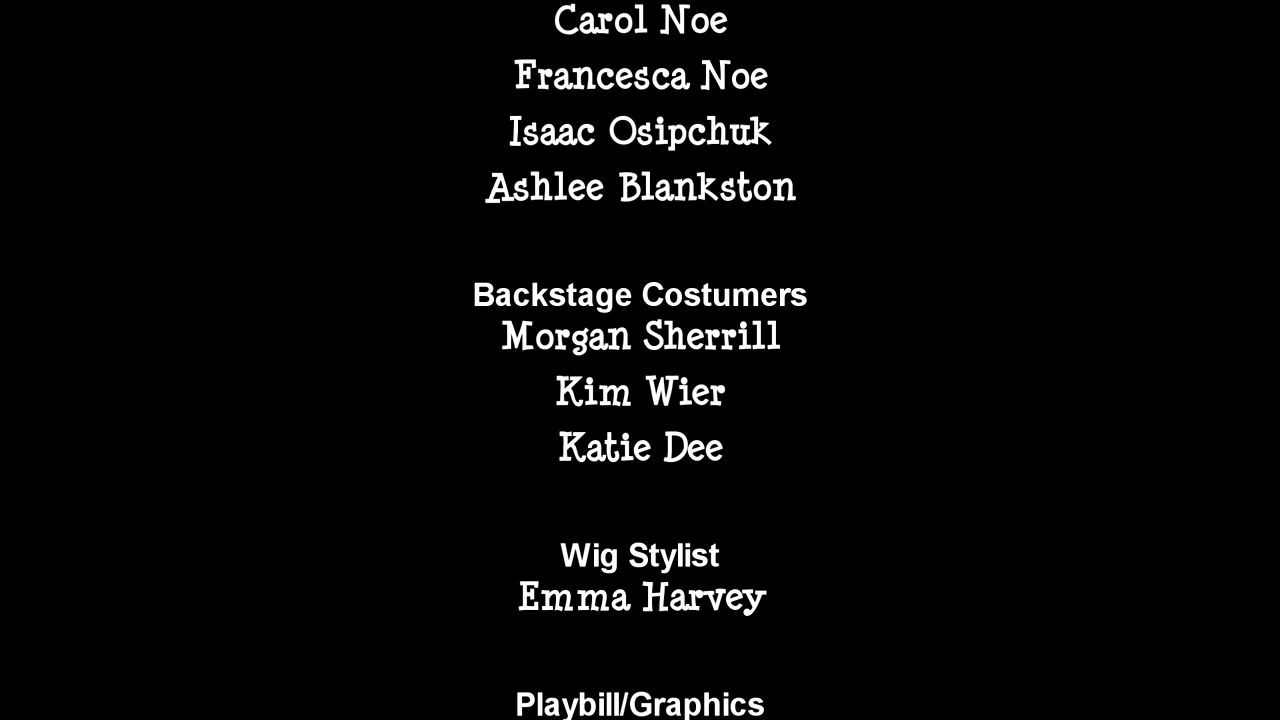 Carol Noe
Francesca Noe
Isaac Osipchuk
Ashlee Blankston
Backstage Costumers
Morgan Sherrill
Kim Wier
Katie Dee
Wig Stylist
Emma Harvey
Playbill/Graphics